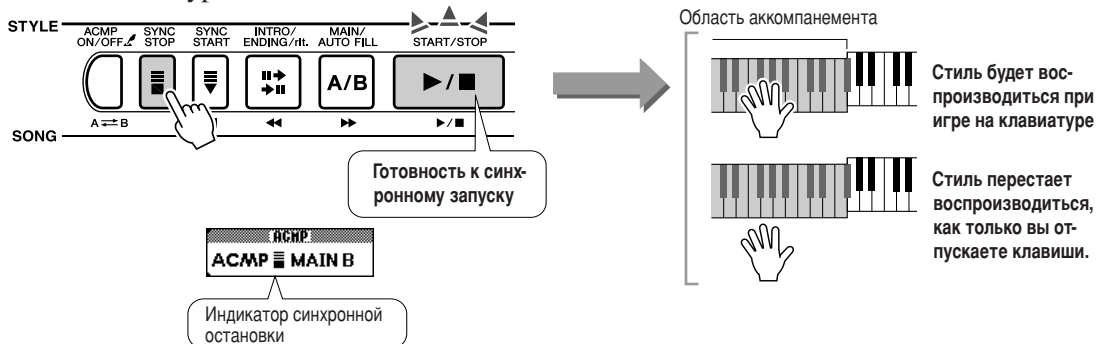 STYLE
ACMP ON/OFF
SYNC STOP
SYNC START
INTRO/ ENDING/rit.
MAIN/ AUTO FILL
START/STOP
A/B
A ⇄ B
SONG
Готовность к синх-
ронному запуску
ACMP
ACMP MAIN B
Индикатор синхронной
остановки
Область аккомпанемента
Стиль будет вос-
производиться при
игре на клавиатуре
Стиль перестает
воспроизводиться,
как только вы от-
пускаете клавиши.